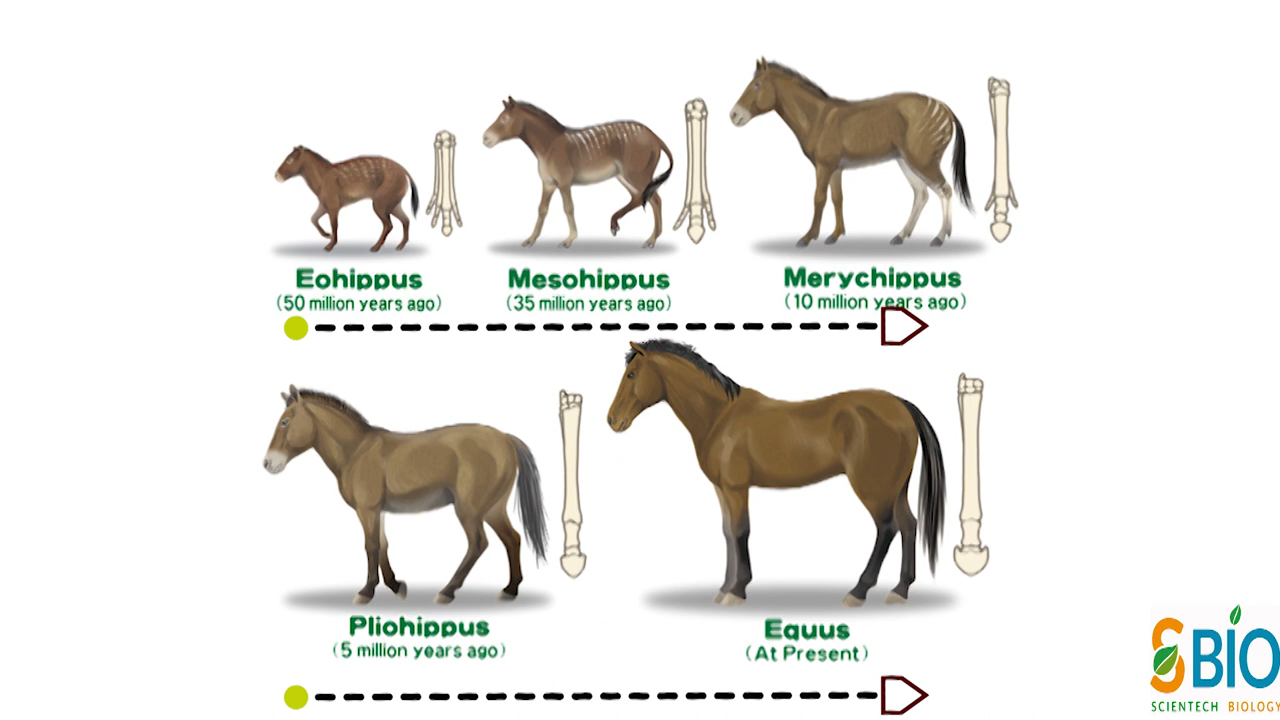 Eohippus
(50 million years ago)
Mesohippus
(35 million years ago)
Merychippus
(10 million years ago)
Pliohippus
(5 million years ago)
Equus
(At Present)
BIO
SCIENTECH BIOLOGY